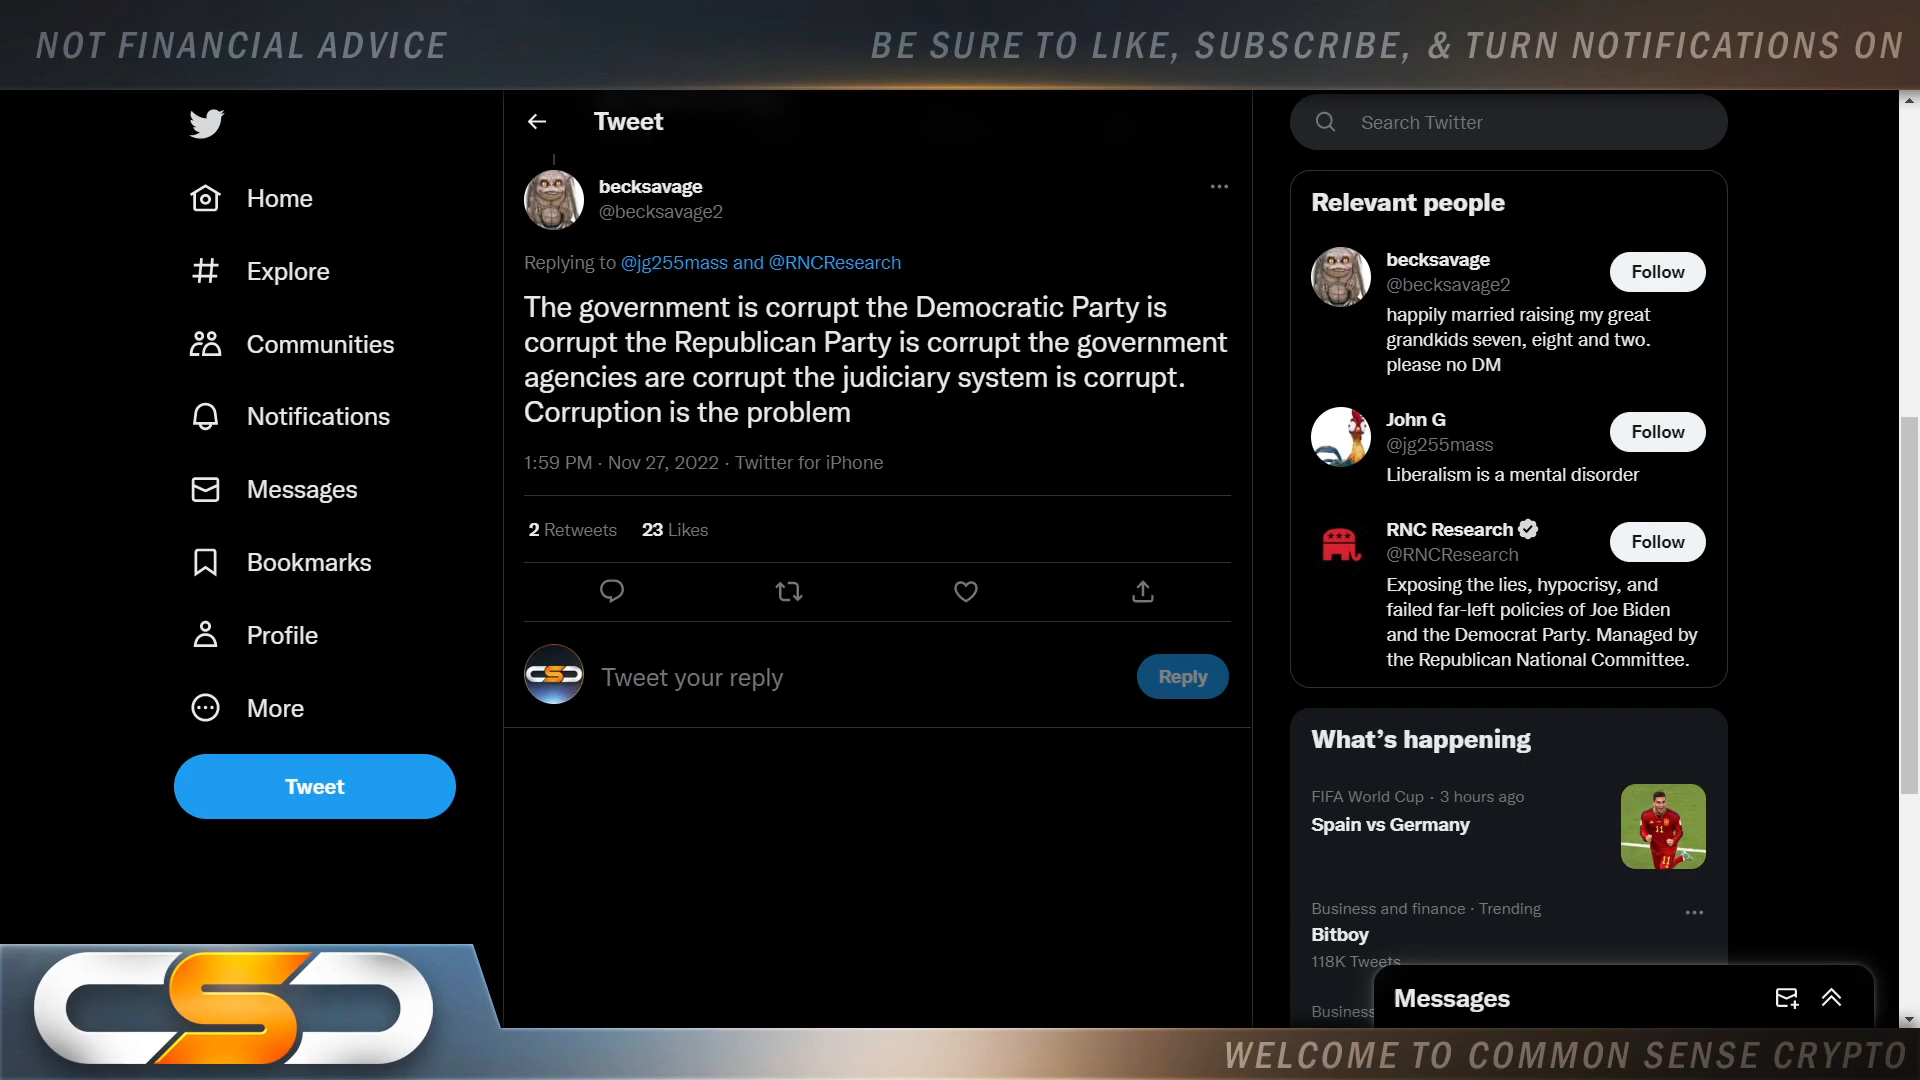 NOT FINANCIAL ADVICE
BE SURE TO LIKE, SUBSCRIBE, & TURN NOTIFICATIONS ON
Home
Explore
Communities
Notifications
Messages
Bookmarks
Profile
More
Tweet
Tweet
becksavage
@becksavage2
Replying to @jg255mass and @RNCResearch
The government is corrupt the Democratic Party is
corrupt the Republican Party is corrupt the government
agencies are corrupt the judiciary system is corrupt.
Corruption is the problem
1:59 PM · Nov 27, 2022 · Twitter for iPhone
2 Retweets 23 Likes
Tweet your reply
Reply
Search Twitter
Relevant people
becksavage
@becksavage2
Follow
happily married raising my great
grandkids seven, eight and two.
please no DM
John G
@jg255mass
Follow
Liberalism is a mental disorder
RNC Research
@RNCResearch
Follow
Exposing the lies, hypocrisy, and
failed far-left policies of Joe Biden
and the Democrat Party. Managed by
the Republican National Committee.
What's happening
FIFA World Cup · 3 hours ago
Spain vs Germany
11
11
Business and finance · Trending
Bitboy
118K Tweets
Business
Messages
CSC
WELCOME TO COMMON SENSE CRYPTO